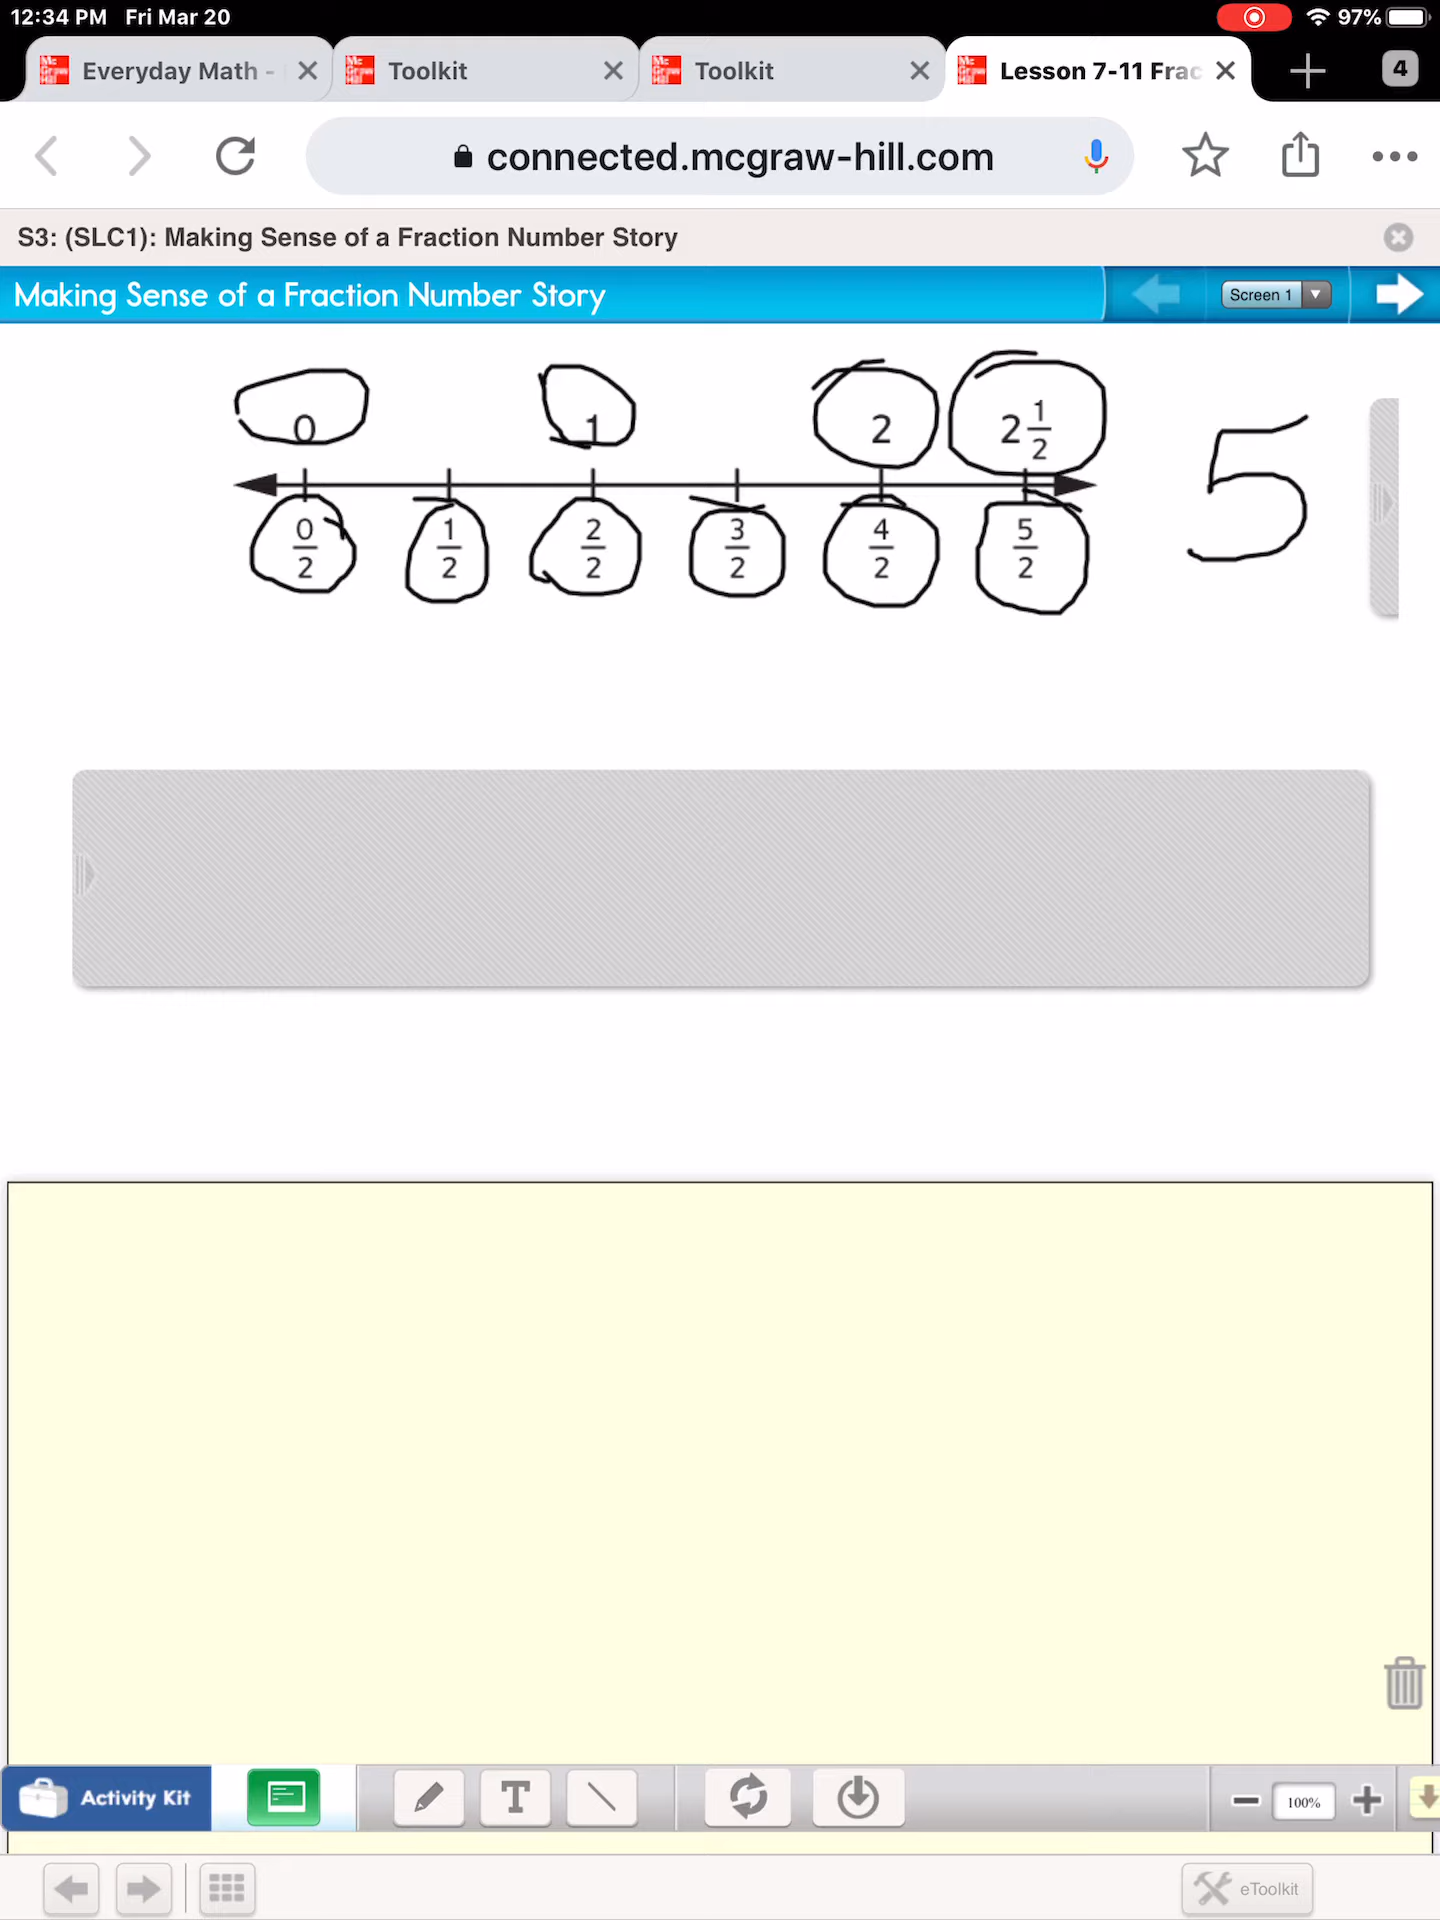 12:34 PM Fri Mar 20 97%
Everyday Math - Toolkit Toolkit Lesson 7-11 Frac 4
connected.mcgraw-hill.com
S3: (SLC1): Making Sense of a Fraction Number Story
Making Sense of a Fraction Number Story Screen 1
0 1 2 2 1/2
0/2 1/2 2/2 3/2 4/2 5/2 5
Activity Kit T 100%
eToolkit